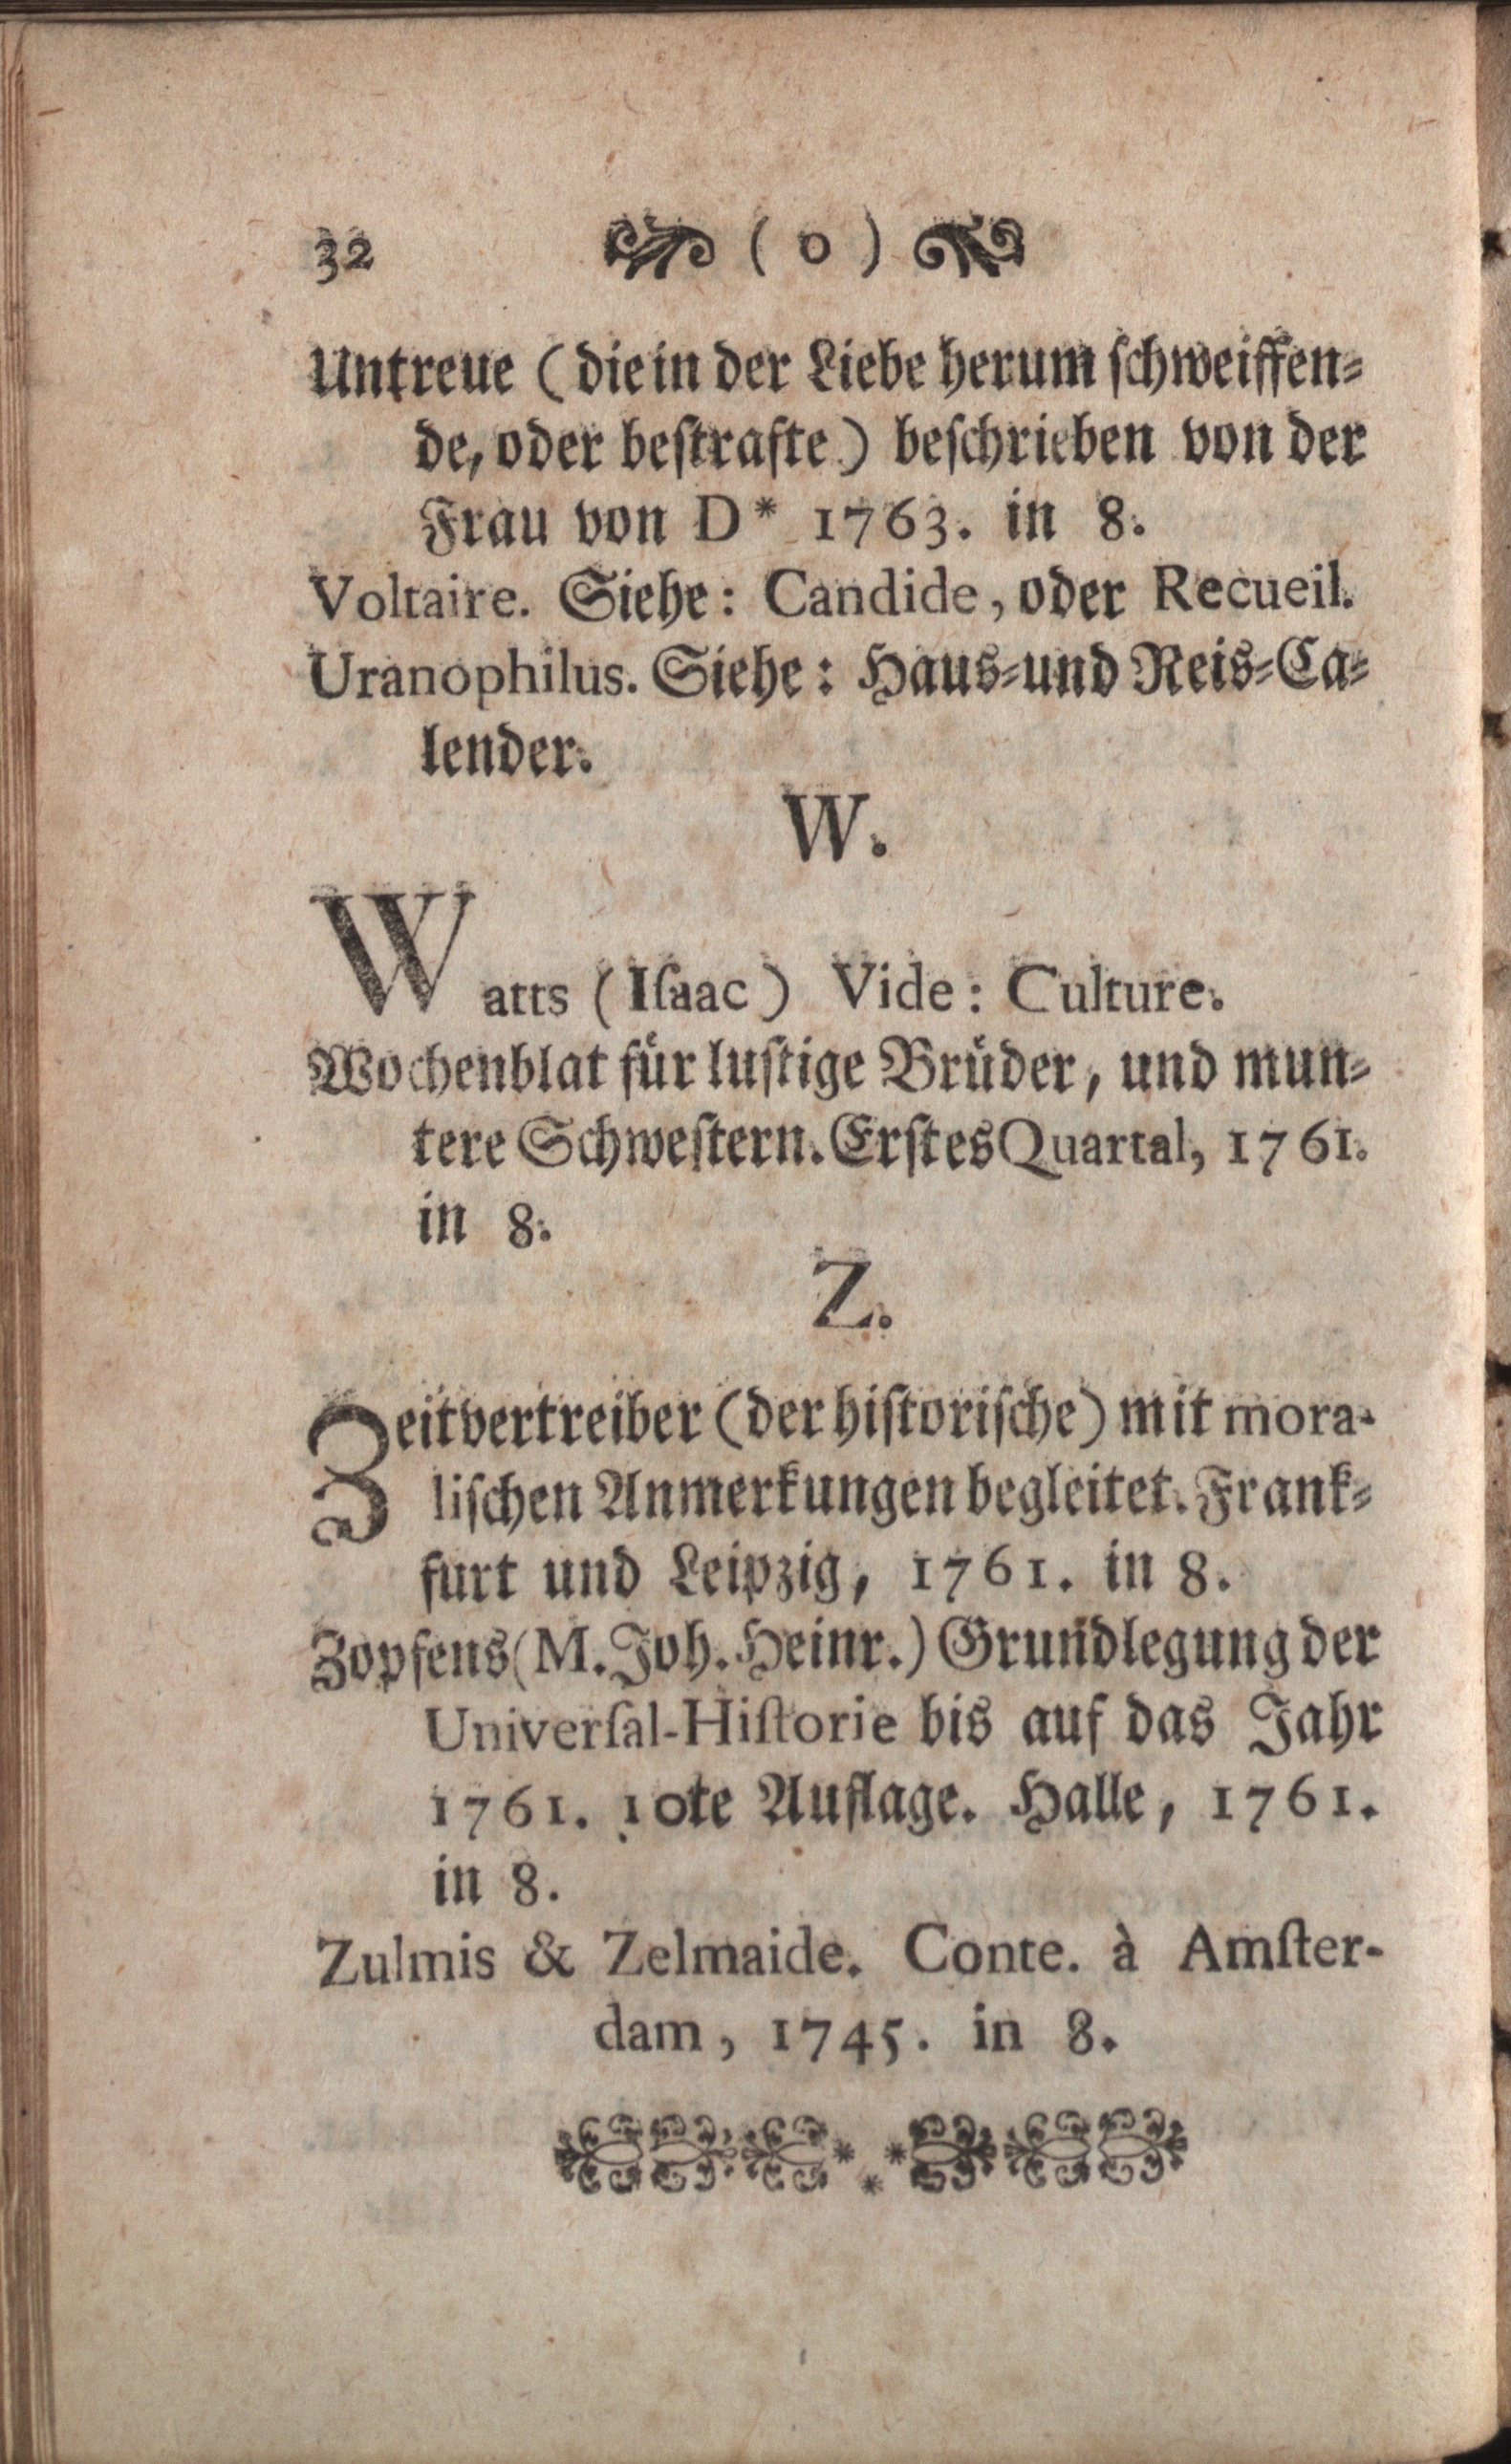 32 ( o )
Untreue (die in der Liebe herum schweiffen-
de, oder bestrafte) beschrieben von der
Frau von D* 1763. in 8.
Voltaire. Siehe: Candide, oder Recueil.
Uranophilus. Siehe: Haus-und Reis-Ca-
lender.
W.
Watts (Iſaac) Vide: Culture.
Wochenblat für lustige Brüder, und mun-
tere Schwestern. Erstes Quartal, 1761.
in 8.
Z.
Zeitvertreiber (der historische) mit mora-
lischen Anmerkungen begleitet. Frank-
furt und Leipzig, 1761. in 8.
Zopfens (M. Joh. Heinr.) Grundlegung der
Univerſal-Hiſtorie bis auf das Jahr
1761. 10te Auflage. Halle, 1761.
in 8.
Zulmis & Zelmaide. Conte. à Amſter-
dam, 1745. in 8.